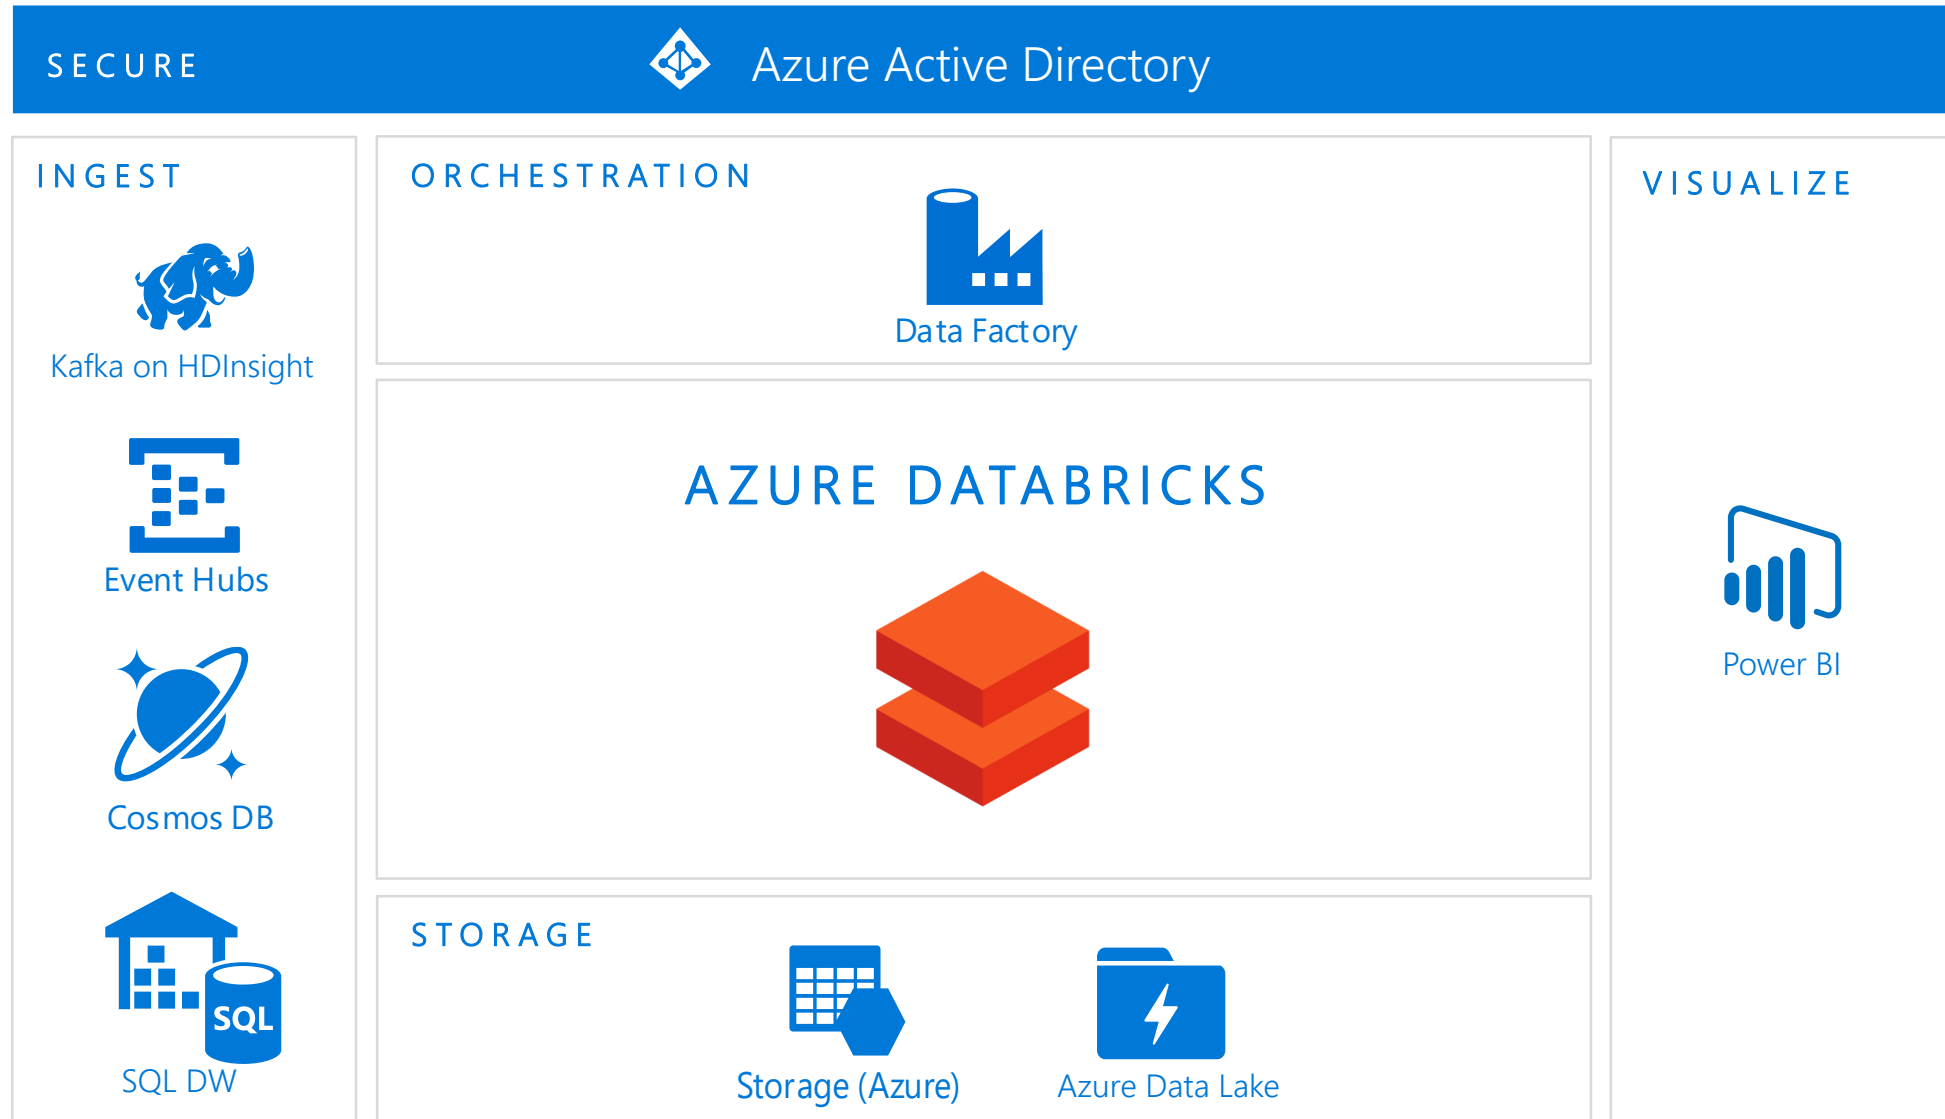 SECURE
Azure Active Directory
INGEST
Kafka on HDInsight
Event Hubs
Cosmos DB
SQL
SQL DW
ORCHESTRATION
Data Factory
AZURE DATABRICKS
STORAGE
Storage (Azure)
Azure Data Lake
VISUALIZE
Power BI